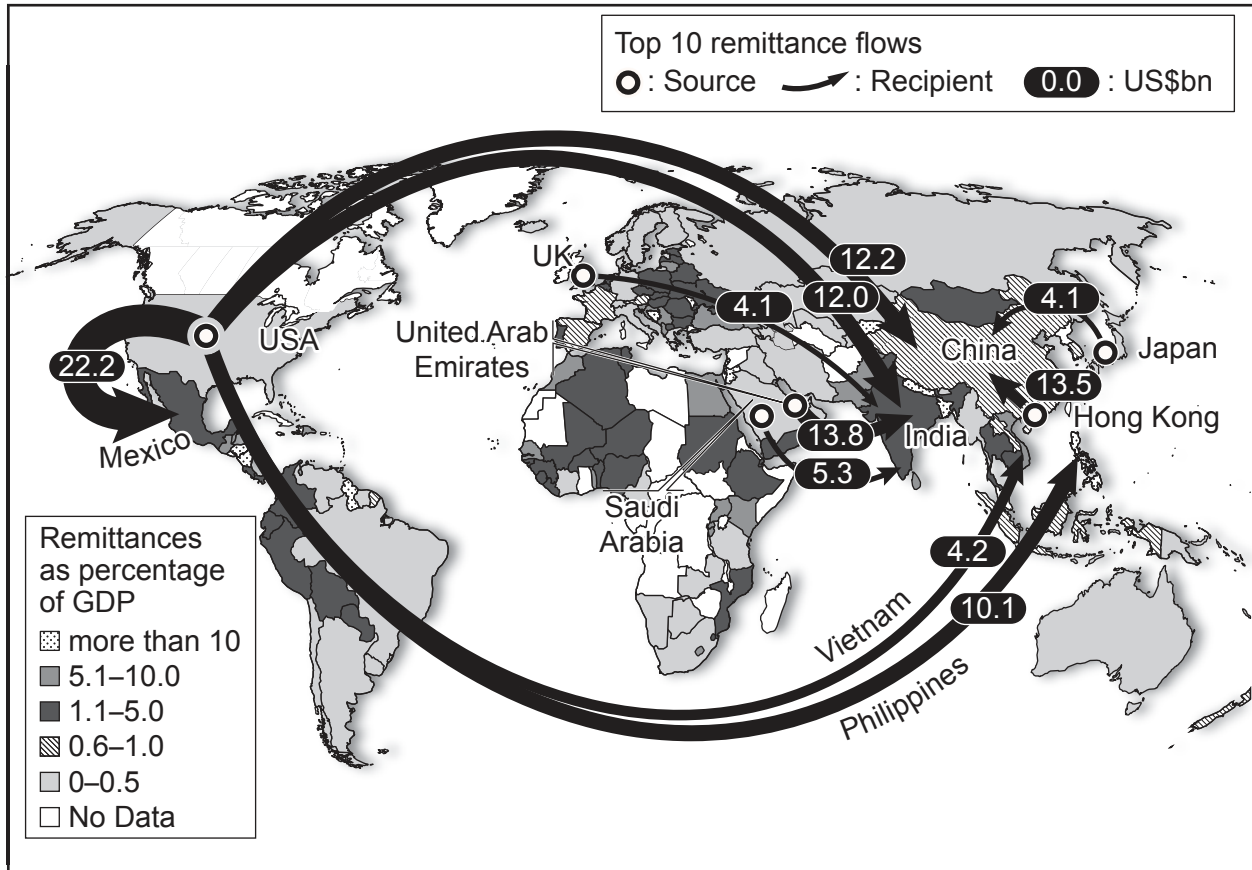 Top 10 remittance flows
: Source : Recipient 0.0 : US$bn
12.2
12.0
UK
4.1
4.1
USA
United Arab
Emirates
China
Japan
22.2
13.5
Hong Kong
Mexico
13.8
India
5.3
Saudi
Arabia
4.2
10.1
Vietnam
Philippines
Remittances
as percentage
of GDP
more than 10
5.1–10.0
1.1–5.0
0.6–1.0
0–0.5
No Data